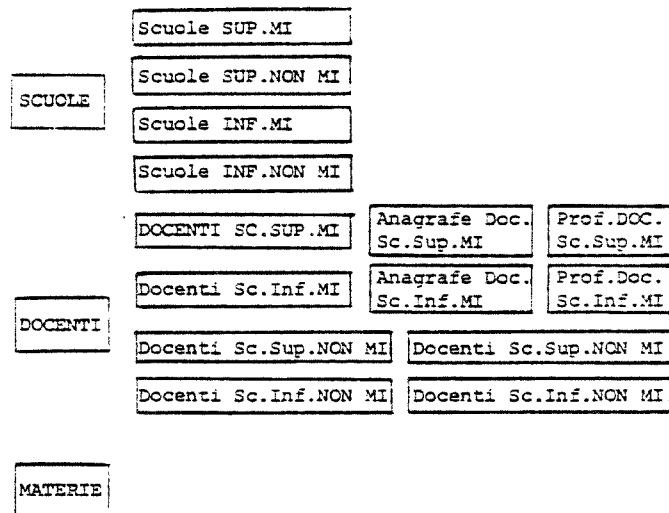 Scuole SUP.MI
Scuole SUP.NON MI
SCUOLE
Scuole INF.MI
Scuole INF.NON MI
DOCENTI SC.SUP.MI
Anagrafe Doc.
Sc.Sup.MI
Prof.DOC.
Sc.Sup.MI
Docenti Sc.Inf.MI
Anagrafe Doc.
Sc.Inf.MI
Prof.Doc.
Sc.Inf.MI
DOCENTI
Docenti Sc.Sup.NON MI
Docenti Sc.Sup.NON MI
Docenti Sc.Inf.NON MI
Docenti Sc.Inf.NON MI
MATERIE